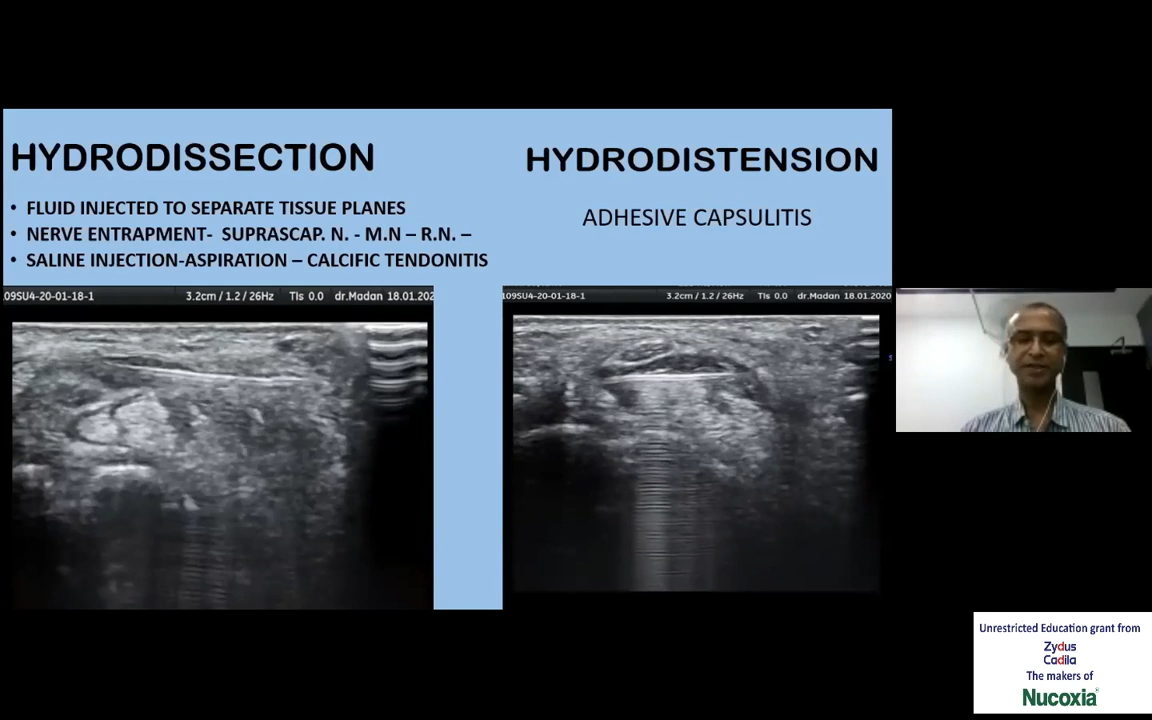 HYDRODISSECTION
• FLUID INJECTED TO SEPARATE TISSUE PLANES
• NERVE ENTRAPMENT- SUPRASCAP. N. - M.N – R.N. –
• SALINE INJECTION-ASPIRATION – CALCIFIC TENDONITIS
HYDRODISTENSION
ADHESIVE CAPSULITIS
.09SU4-20-01-18-1 3.2cm / 1.2 / 26Hz TIs 0.0 dr.Madan 18.01.202
109SU4-20-01-18-1 3.2cm / 1.2 / 26Hz TIs 0.0 dr.Madan 18.01.2020
Unrestricted Education grant from
Zydus
Cadila
The makers of
Nucoxia